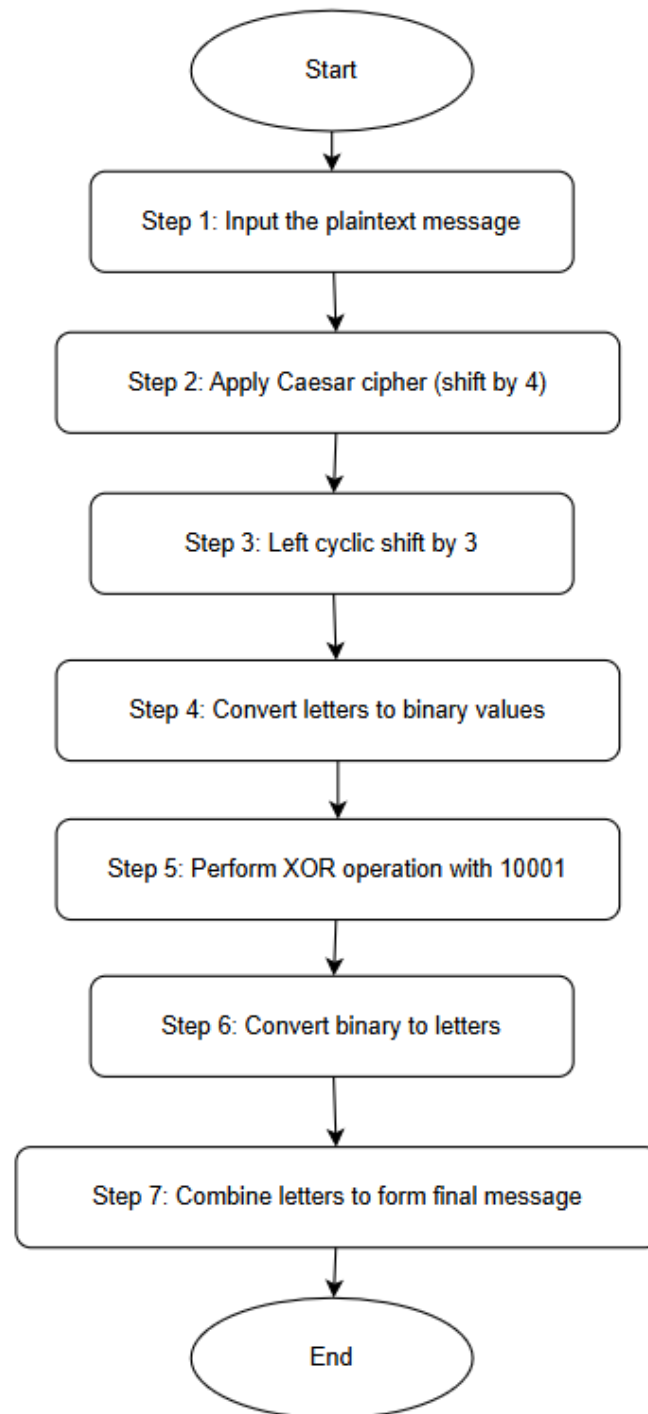 Start
Step 1: Input the plaintext message
Step 2: Apply Caesar cipher (shift by 4)
Step 3: Left cyclic shift by 3
Step 4: Convert letters to binary values
Step 5: Perform XOR operation with 10001
Step 6: Convert binary to letters
Step 7: Combine letters to form final message
End